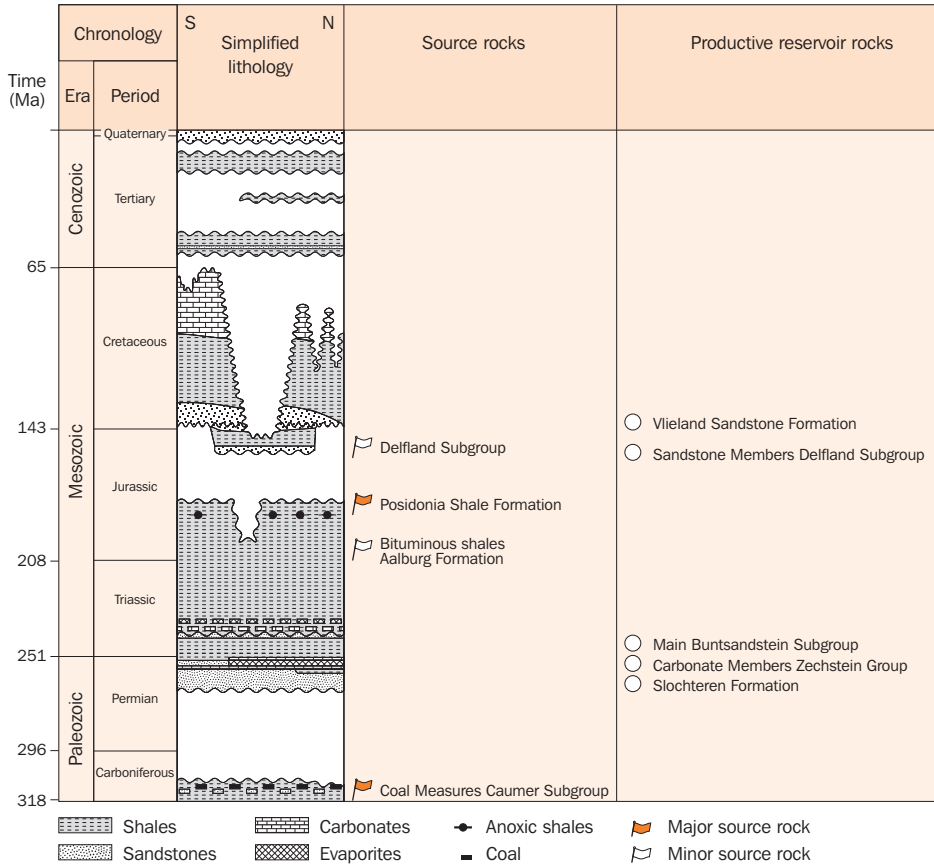 Chronology
S
N
Simplified
lithology
Source rocks
Productive reservoir rocks
Time
(Ma)
Era
Period
Cenozoic
Quaternary
Tertiary
65
Mesozoic
Cretaceous
143
Vlieland Sandstone Formation
Delfland Subgroup
Sandstone Members Delfland Subgroup
Jurassic
Posidonia Shale Formation
Bituminous shales
Aalburg Formation
208
Triassic
Main Buntsandstein Subgroup
251
Carbonate Members Zechstein Group
Slochteren Formation
Paleozoic
Permian
296
Carboniferous
Coal Measures Caumer Subgroup
318
Shales
Carbonates
Anoxic shales
Major source rock
Sandstones
Evaporites
Coal
Minor source rock